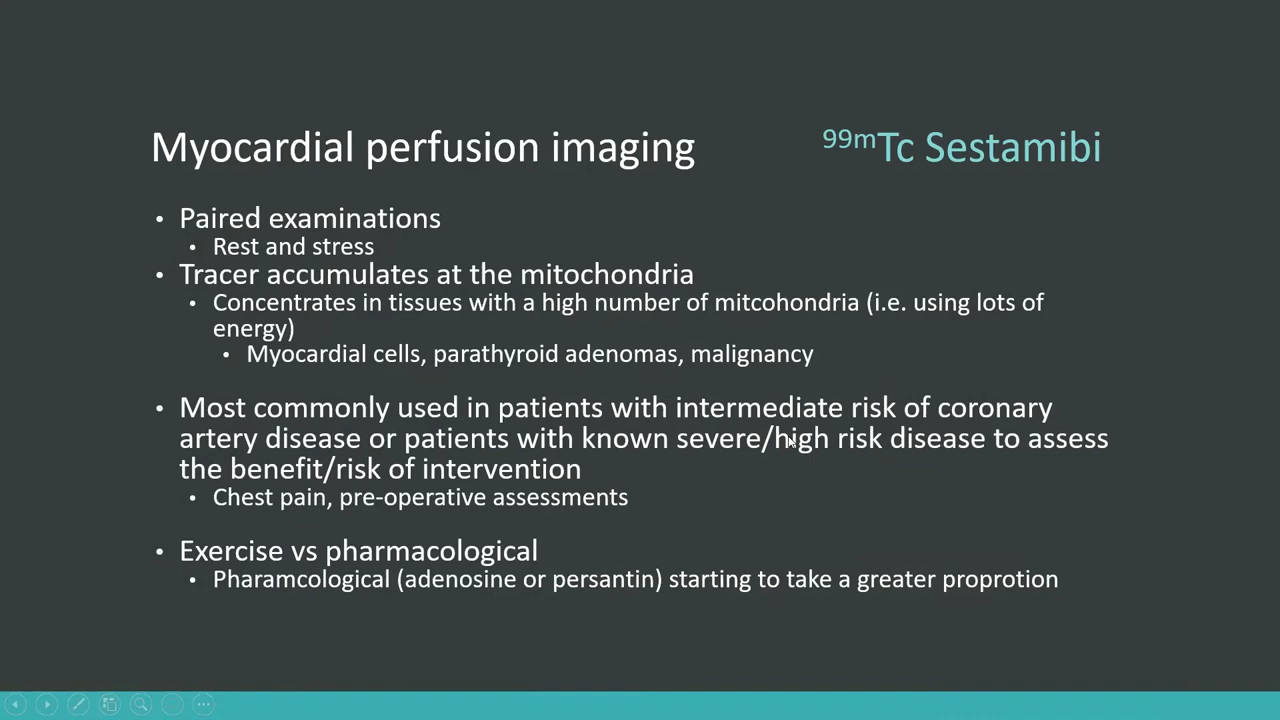 Myocardial perfusion imaging
99mTc Sestamibi
• Paired examinations
• Rest and stress
• Tracer accumulates at the mitochondria
• Concentrates in tissues with a high number of mitcohondria (i.e. using lots of
energy)
• Myocardial cells, parathyroid adenomas, malignancy
• Most commonly used in patients with intermediate risk of coronary
artery disease or patients with known severe/high risk disease to assess
the benefit/risk of intervention
• Chest pain, pre-operative assessments
• Exercise vs pharmacological
• Pharamcological (adenosine or persantin) starting to take a greater proprotion